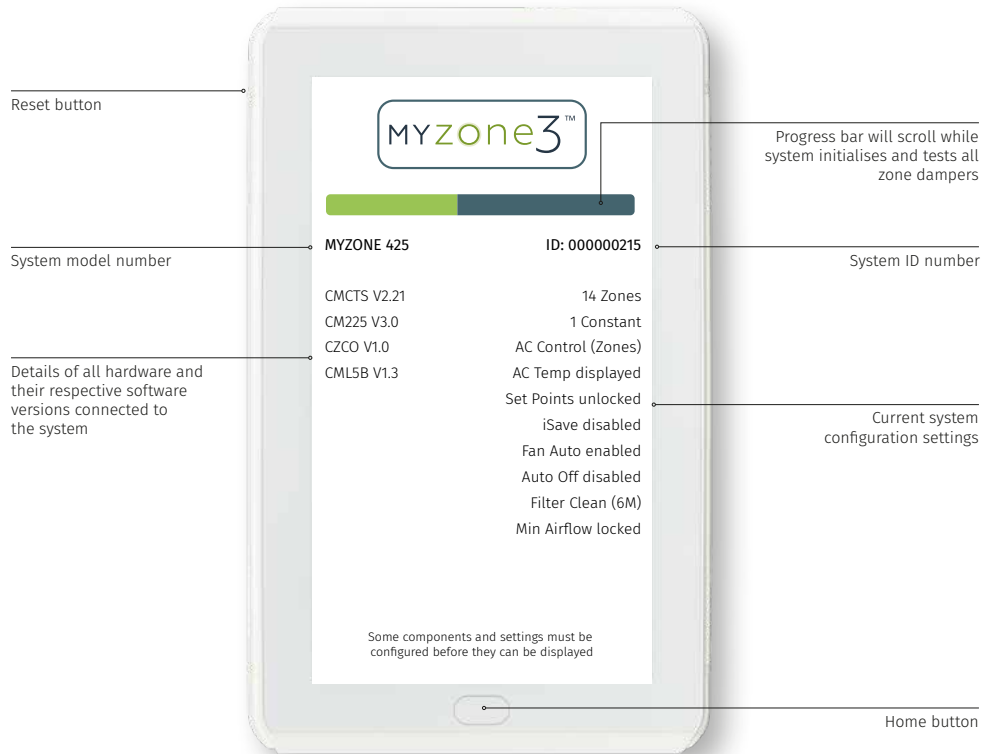 Reset button
MYzone3™
Progress bar will scroll while
system initialises and tests all
zone dampers
MYZONE 425
ID: 000000215
System model number
System ID number
CMCTS V2.21
14 Zones
CM225 V3.0
1 Constant
CZCO V1.0
AC Control (Zones)
CML5B V1.3
AC Temp displayed
Set Points unlocked
iSave disabled
Fan Auto enabled
Auto Off disabled
Filter Clean (6M)
Min Airflow locked
Details of all hardware and
their respective software
versions connected to
the system
Current system
configuration settings
Some components and settings must be
configured before they can be displayed
Home button